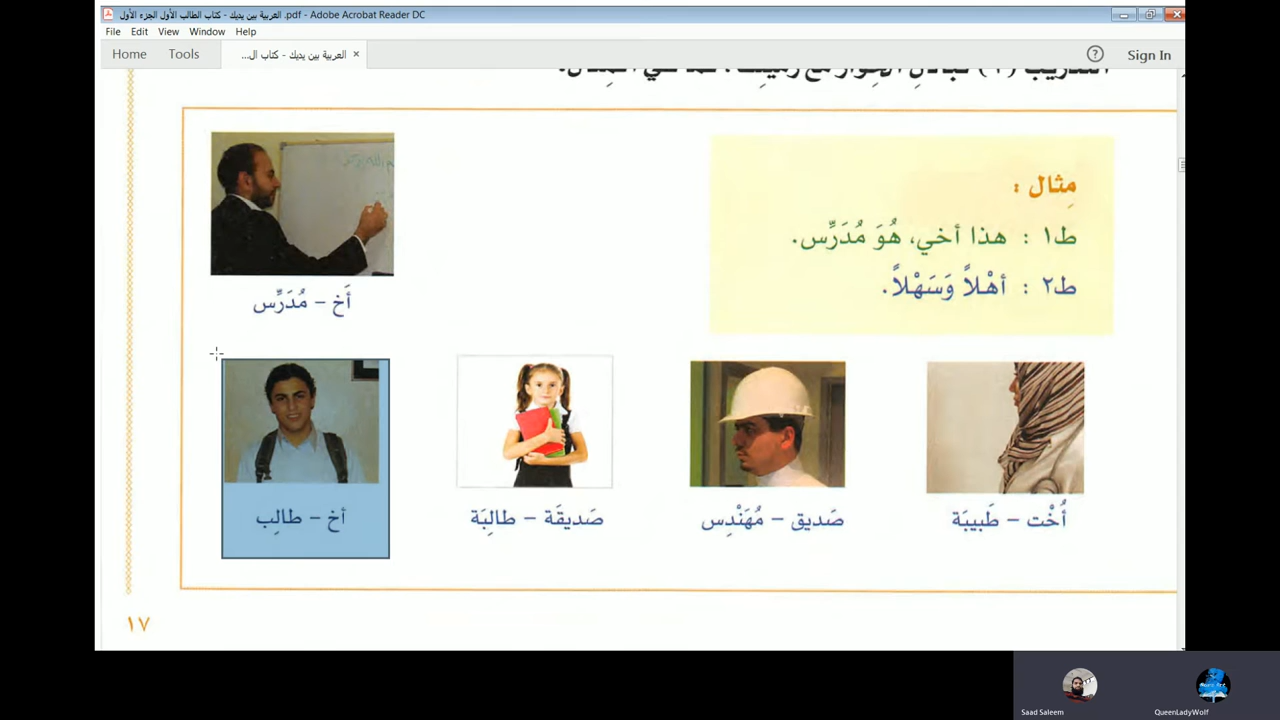 العربية بين يديك - كتاب الطالب الأول الجزء الأول.pdf - Adobe Acrobat Reader DC
File Edit View Window Help
Home Tools العربية بين يديك - كتاب ال... × ? Sign In
مِثال :
ط١ : هذا أخي، هُوَ مُدَرِّس.
ط٢ : أهْلاً وَسَهْلاً.
أَخ – مُدَرِّس
أُخْت – طَبيبَة
صَديق – مُهَنْدِس
صَديقَة – طالِبَة
أخ – طالِب
١٧
Saad Saleem
QueenLadyWolf